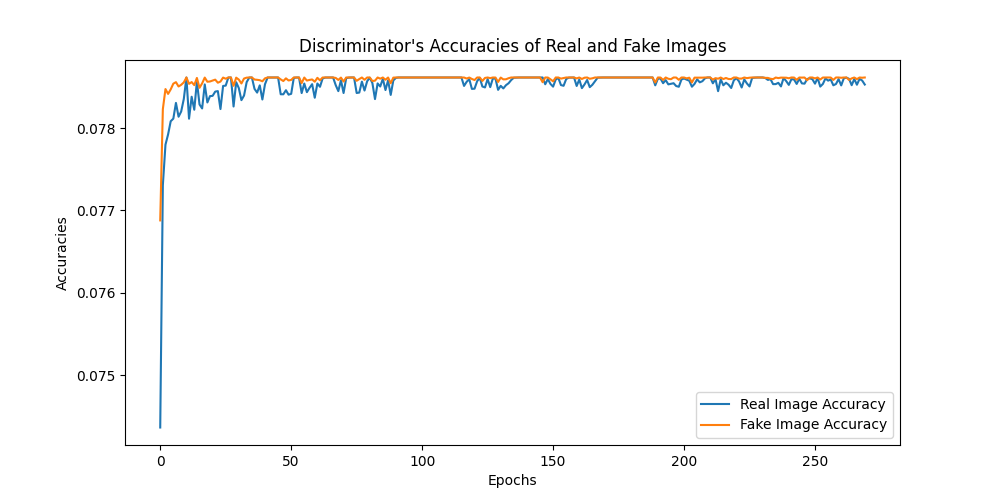 Discriminator's Accuracies of Real and Fake Images
Accuracies
0.078
0.077
0.076
0.075
Real Image Accuracy
Fake Image Accuracy
0 50 100 150 200 250
Epochs